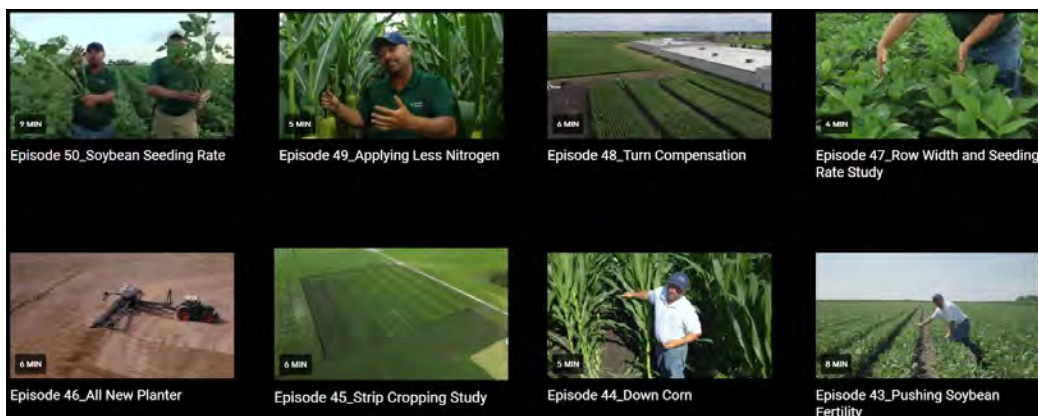 9 MIN
5 MIN
6 MIN
4 MIN
Episode 50_Soybean Seeding Rate
Episode 49_Applying Less Nitrogen
Episode 48_Turn Compensation
Episode 47_Row Width and Seeding
Rate Study
6 MIN
6 MIN
5 MIN
8 MIN
Episode 46_All New Planter
Episode 45_Strip Cropping Study
Episode 44_Down Corn
Episode 43_Pushing Soybean
Fertility